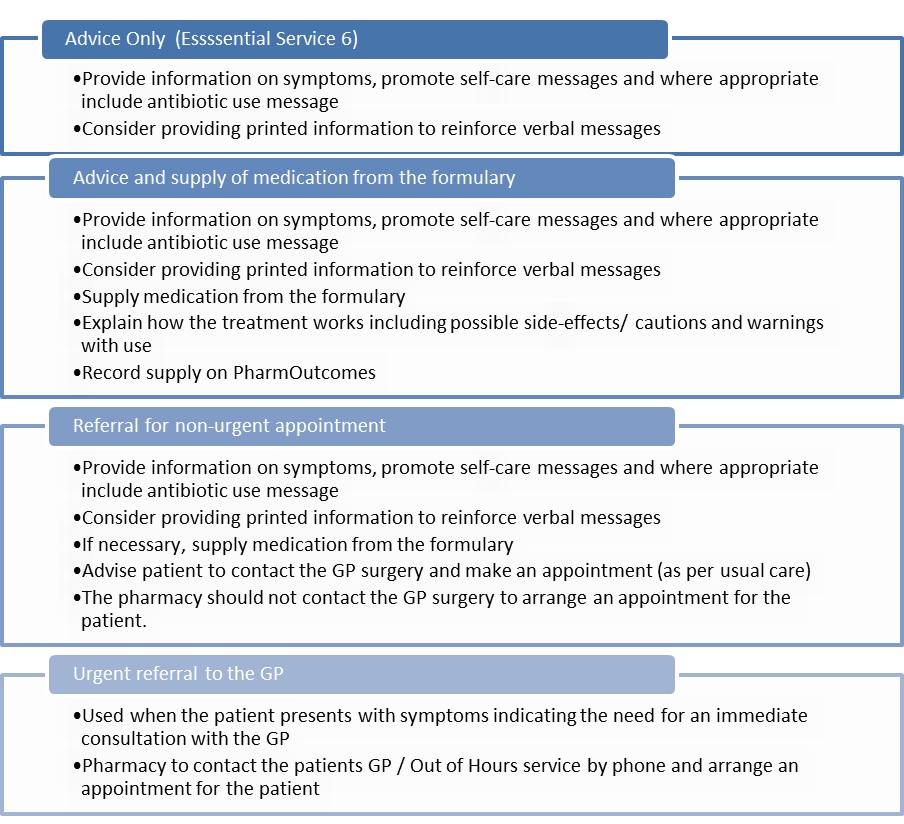 Advice Only  (Essssential Service 6)
•Provide information on symptoms, promote self-care messages and where appropriate
include antibiotic use message
•Consider providing printed information to reinforce verbal messages
Advice and supply of medication from the formulary
•Provide information on symptoms, promote self-care messages and where appropriate
include antibiotic use message
•Consider providing printed information to reinforce verbal messages
•Supply medication from the formulary
•Explain how the treatment works including possible side-effects/ cautions and warnings
with use
•Record supply on PharmOutcomes
Referral for non-urgent appointment
•Provide information on symptoms, promote self-care messages and where appropriate
include antibiotic use message
•Consider providing printed information to reinforce verbal messages
•If necessary, supply medication from the formulary
•Advise patient to contact the GP surgery and make an appointment (as per usual care)
•The pharmacy should not contact the GP surgery to arrange an appointment for the
patient.
Urgent referral to the GP
•Used when the patient presents with symptoms indicating the need for an immediate
consultation with the GP
•Pharmacy to contact the patients GP / Out of Hours service by phone and arrange an
appointment for the patient